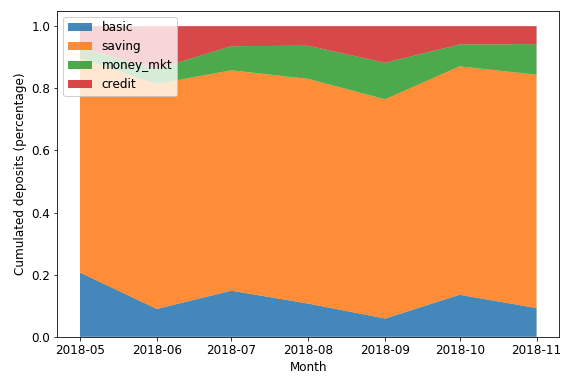 basic
saving
money_mkt
credit
Cumulated deposits (percentage)
1.0
0.8
0.6
0.4
0.2
0.0
2018-05 2018-06 2018-07 2018-08 2018-09 2018-10 2018-11
Month